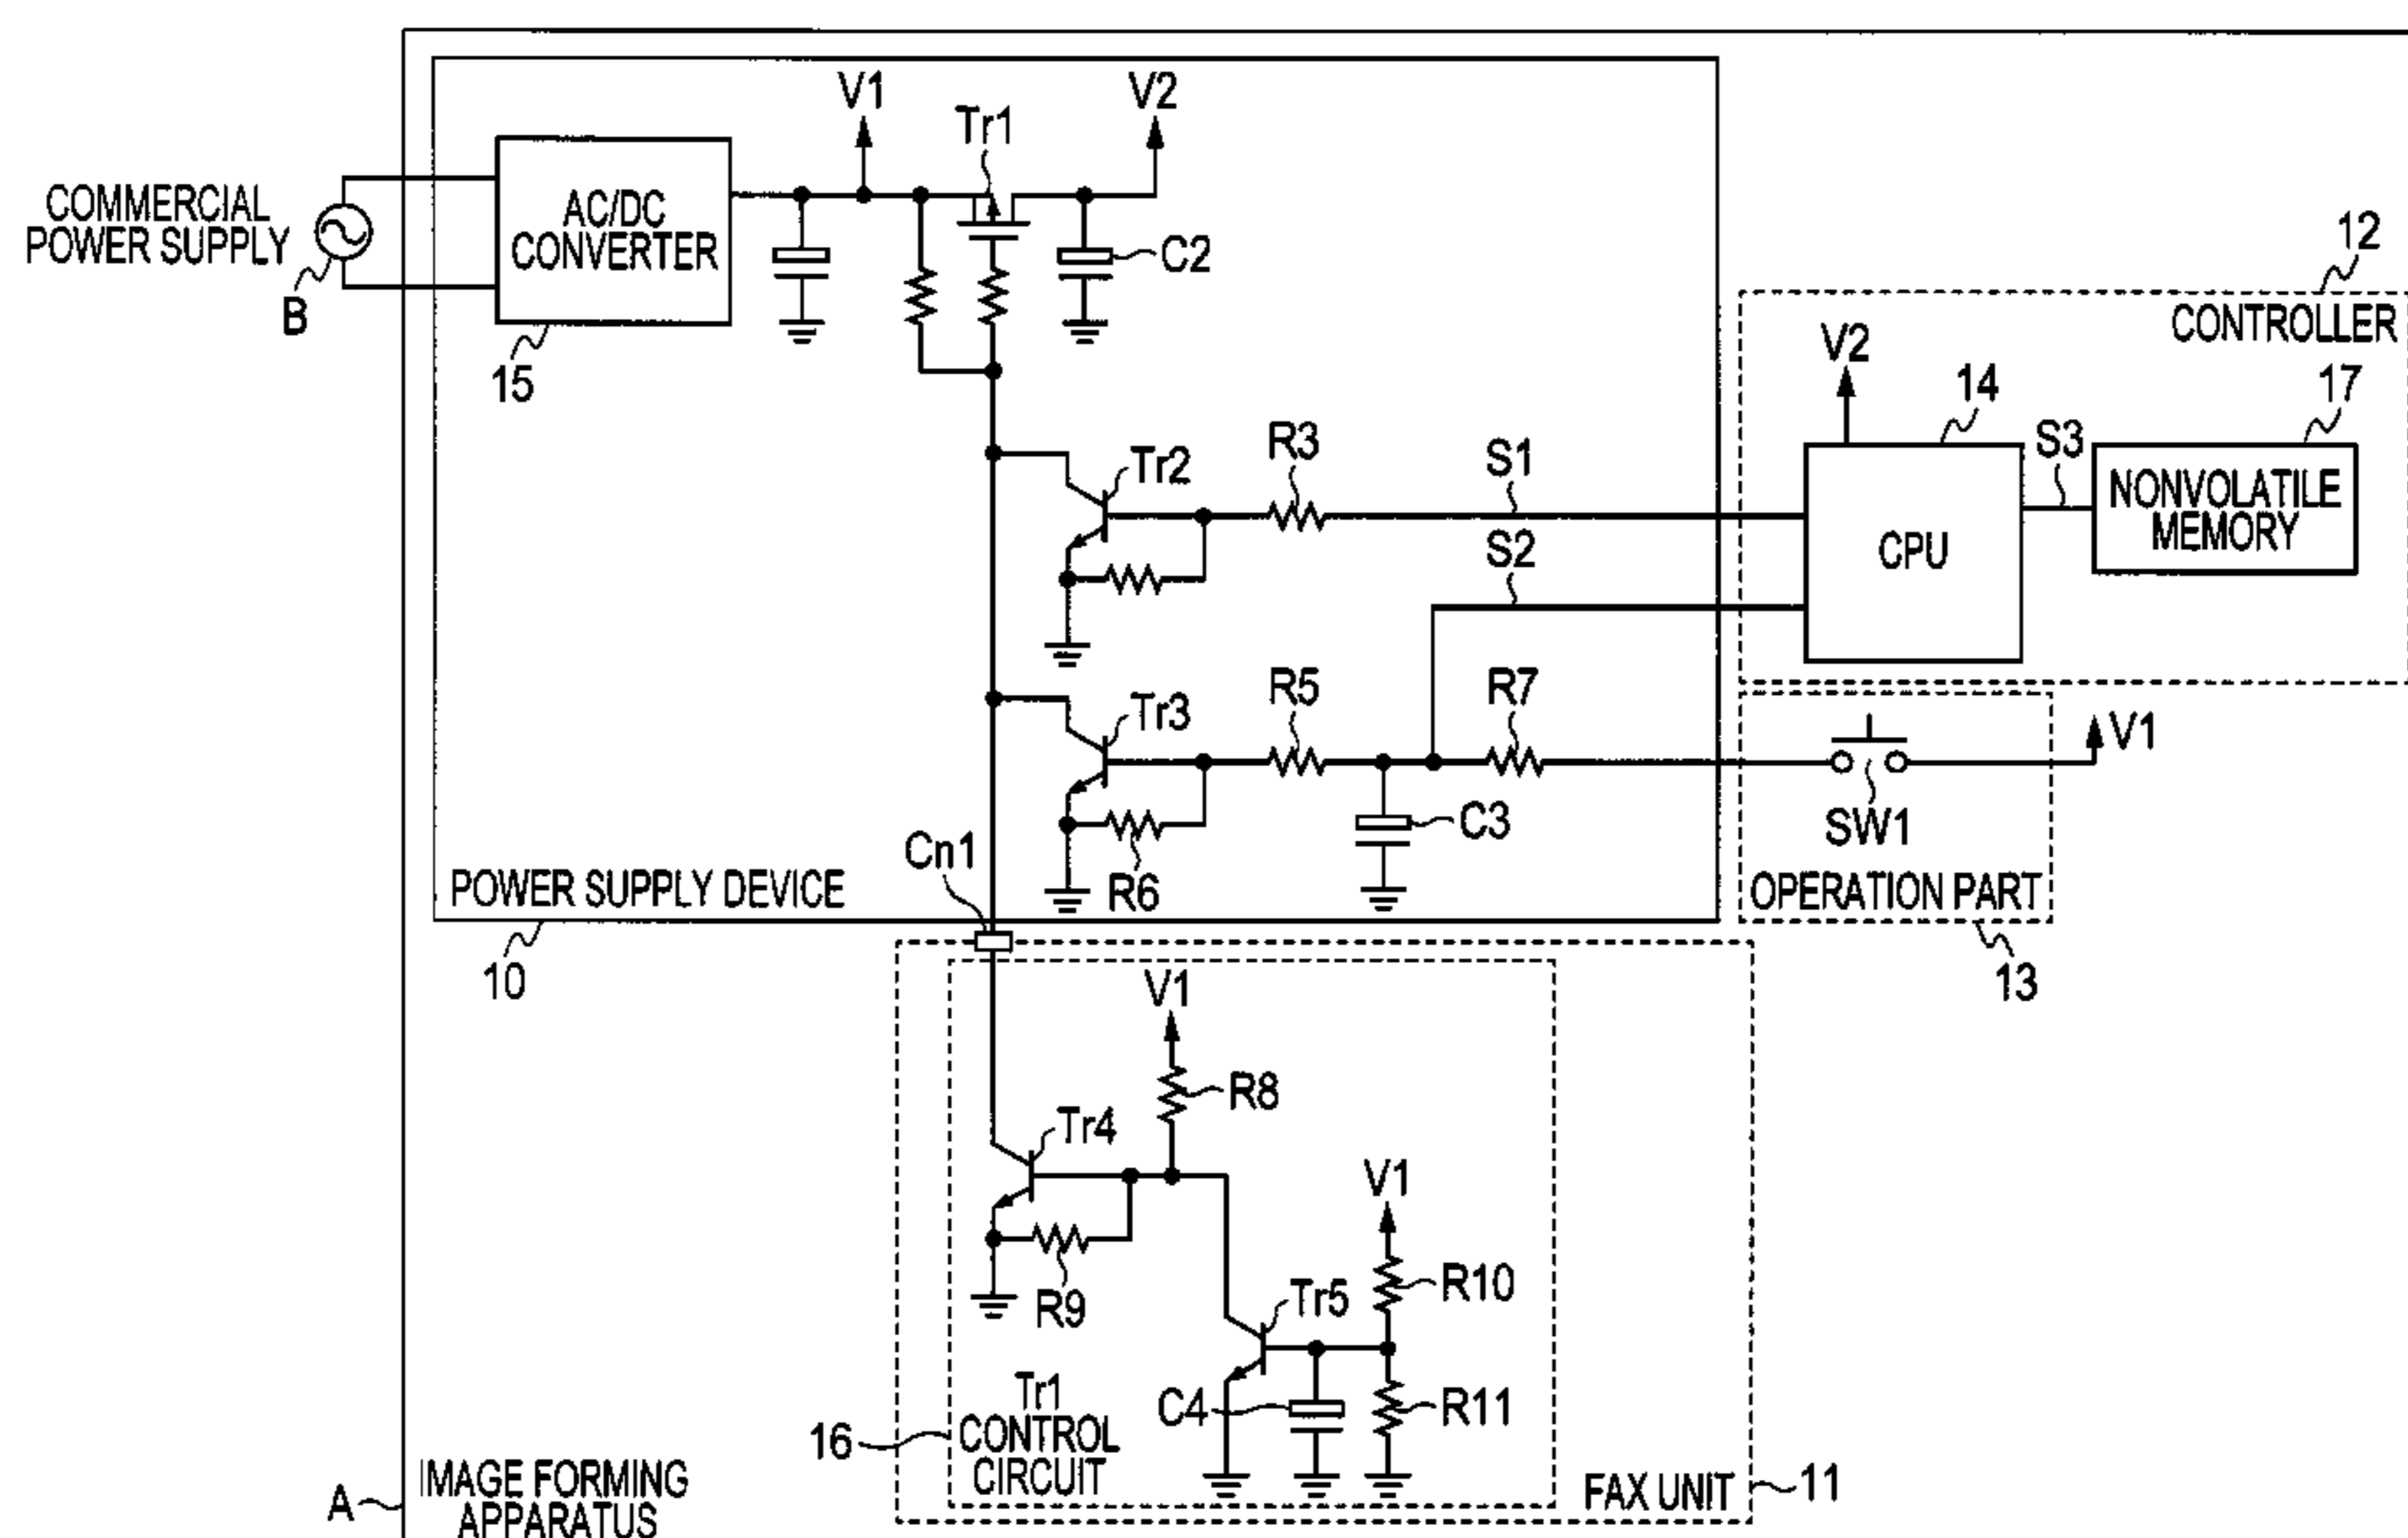 V1
V2
Tr1
COMMERCIAL
POWER SUPPLY
B
AC/DC
CONVERTER
15
C2
12
CONTROLLER
V2
14
17
S3
NONVOLATILE
MEMORY
CPU
Tr2
R3
S1
S2
Tr3
R5
R7
V1
SW1
C3
R6
Cn1
POWER SUPPLY DEVICE
10
OPERATION PART
13
V1
R8
Tr4
R9
V1
R10
Tr5
R11
C4
Tr1
CONTROL
CIRCUIT
16
FAX UNIT
11
A
IMAGE FORMING
APPARATUS